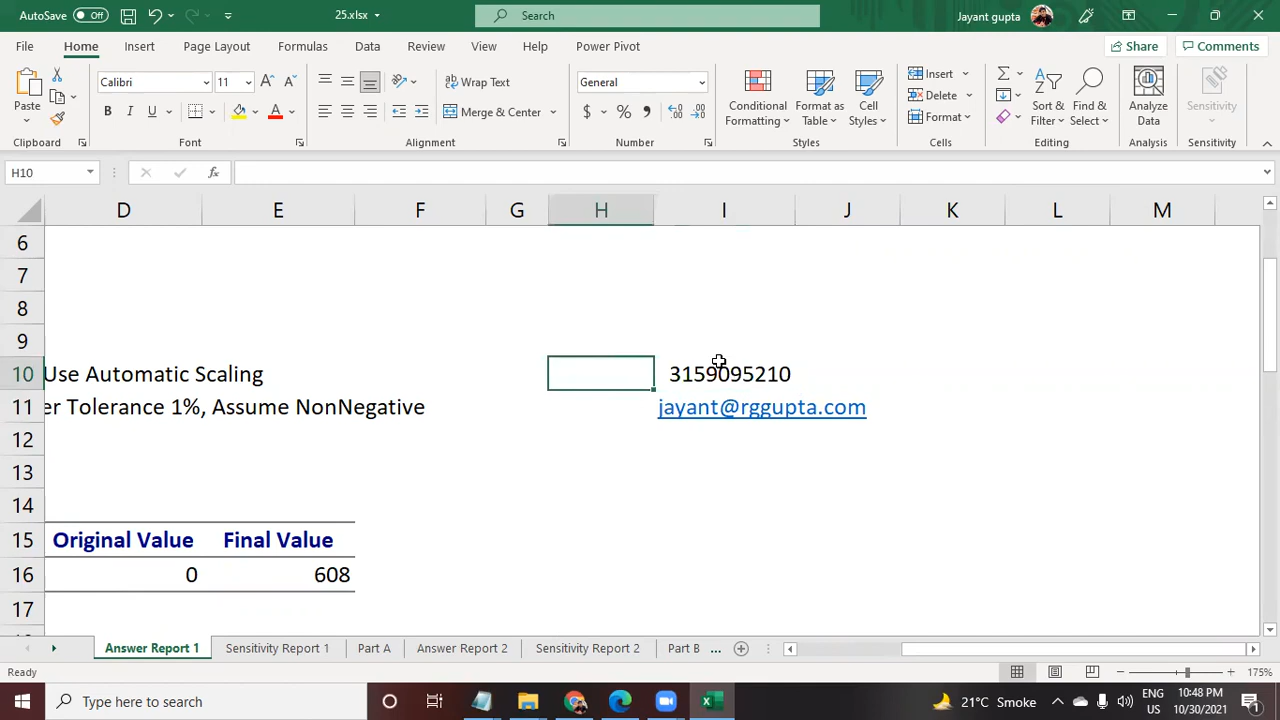 AutoSave Off 25.xlsx Search Jayant gupta
File Home Insert Page Layout Formulas Data Review View Help Power Pivot Share Comments
Paste Calibri 11 Wrap Text Merge & Center General Conditional Formatting Format as Table Cell Styles Insert Delete Format Sort & Filter Find & Select Analyze Data Sensitivity
Clipboard Font Alignment Number Styles Cells Editing Analysis Sensitivity
H10
D E F G H I J K L M
6
7
8
9
10 Use Automatic Scaling 3159095210
11 er Tolerance 1%, Assume NonNegative jayant@rggupta.com
12
13
14
15 Original Value Final Value
16 0 608
17
Answer Report 1 Sensitivity Report 1 Part A Answer Report 2 Sensitivity Report 2 Part B ...
Ready 175%
Type here to search 21°C Smoke ENG US 10:48 PM 10/30/2021